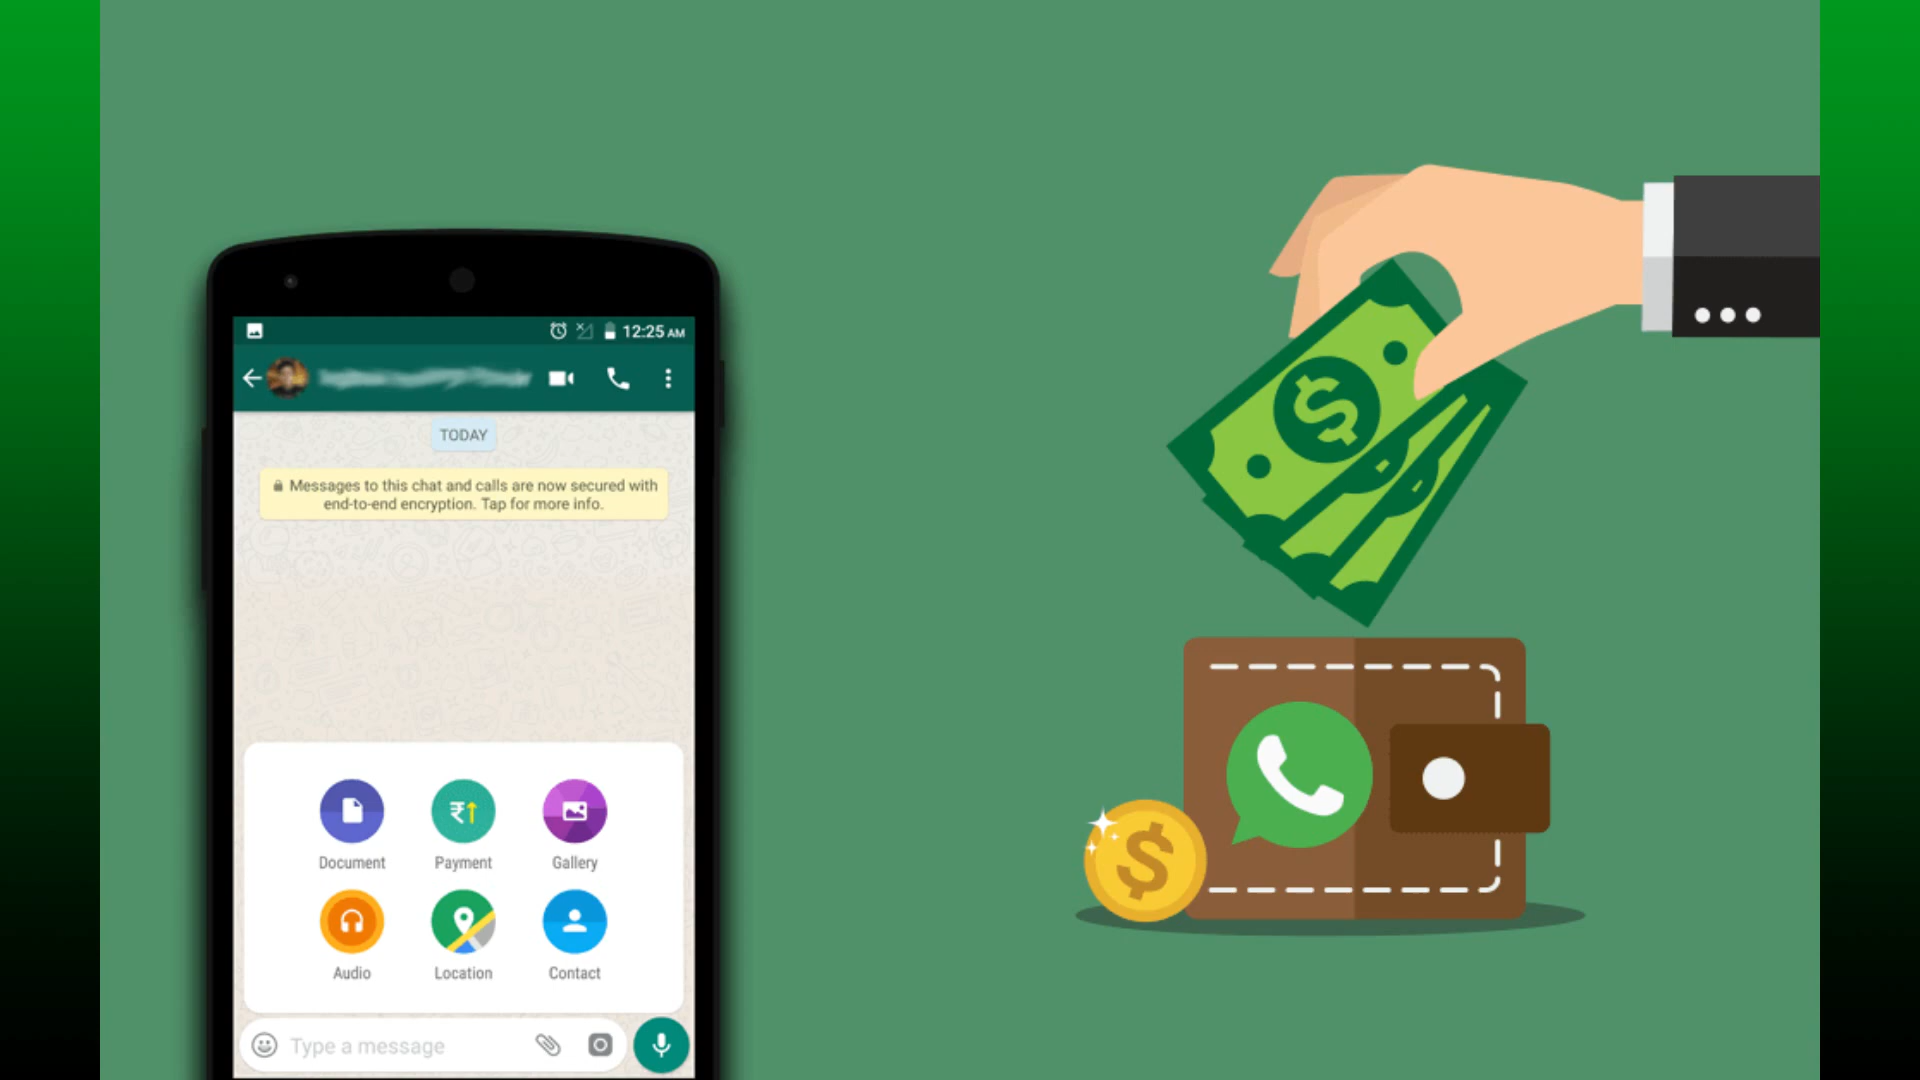 12:25 AM
TODAY
Messages to this chat and calls are now secured with
end-to-end encryption. Tap for more info.
₹
Document
Payment
Gallery
Audio
Location
Contact
Type a message
$
$